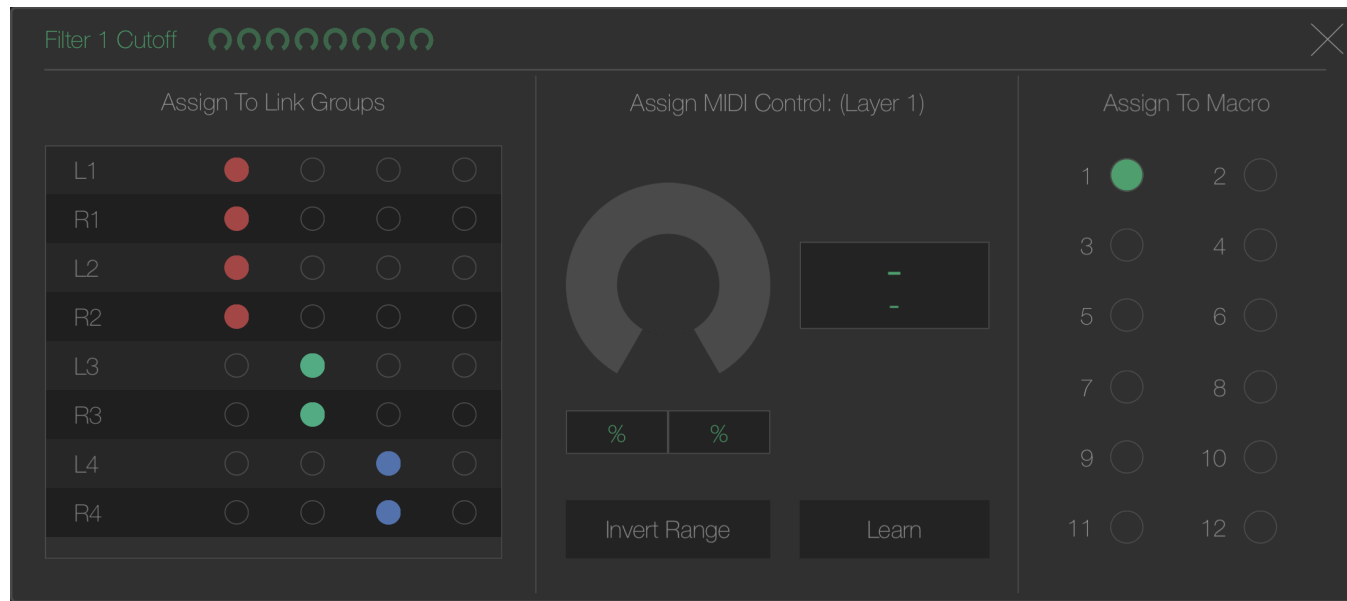 Filter 1 Cutoff
Assign To Link Groups
L1
R1
L2
R2
L3
R3
L4
R4
Assign MIDI Control: (Layer 1)
-
-
% %
Invert Range Learn
Assign To Macro
1 2
3 4
5 6
7 8
9 10
11 12